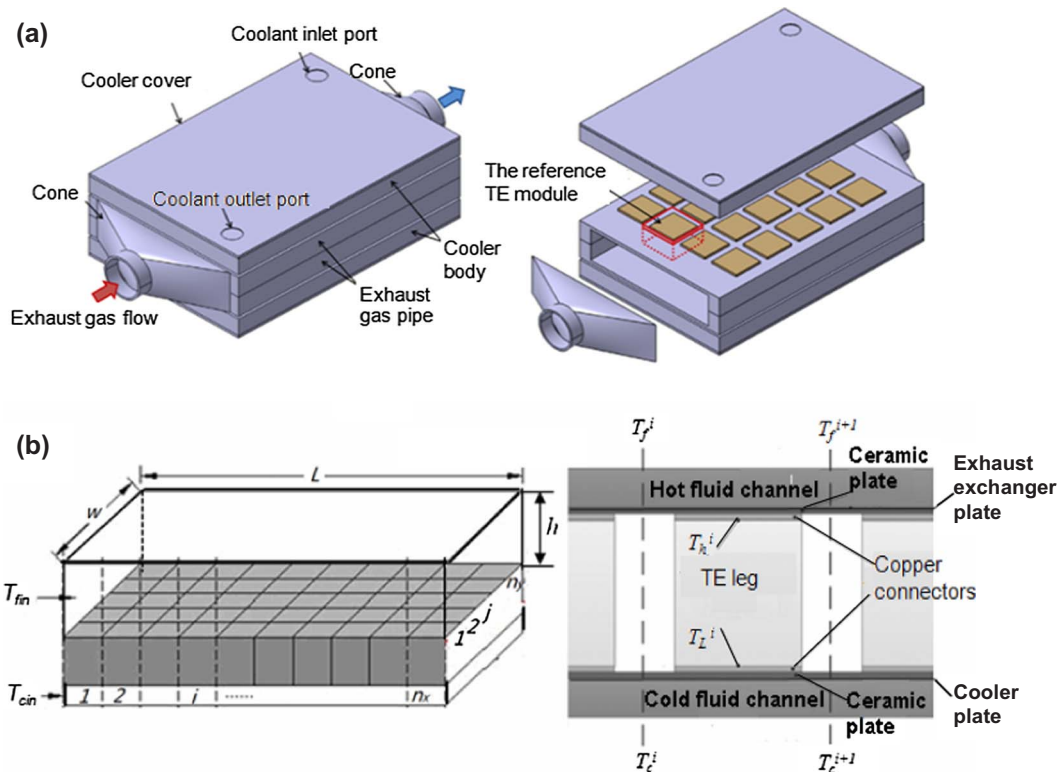 (a)
Coolant inlet port
Cone
Cooler cover
Cone
Coolant outlet port
Cooler
body
Exhaust
gas pipe
Exhaust gas flow
The reference
TE module
(b)
L
w
h
T_fin
n_y
j
2
1
T_cin
1
2
i
......
n_x
T_f^i
T_f^i+1
Ceramic
plate
Exhaust
exchanger
plate
Hot fluid channel
T_h^i
TE leg
Copper
connectors
T_L^i
Cold fluid channel
Ceramic
plate
Cooler
plate
T_c^i
T_c^i+1